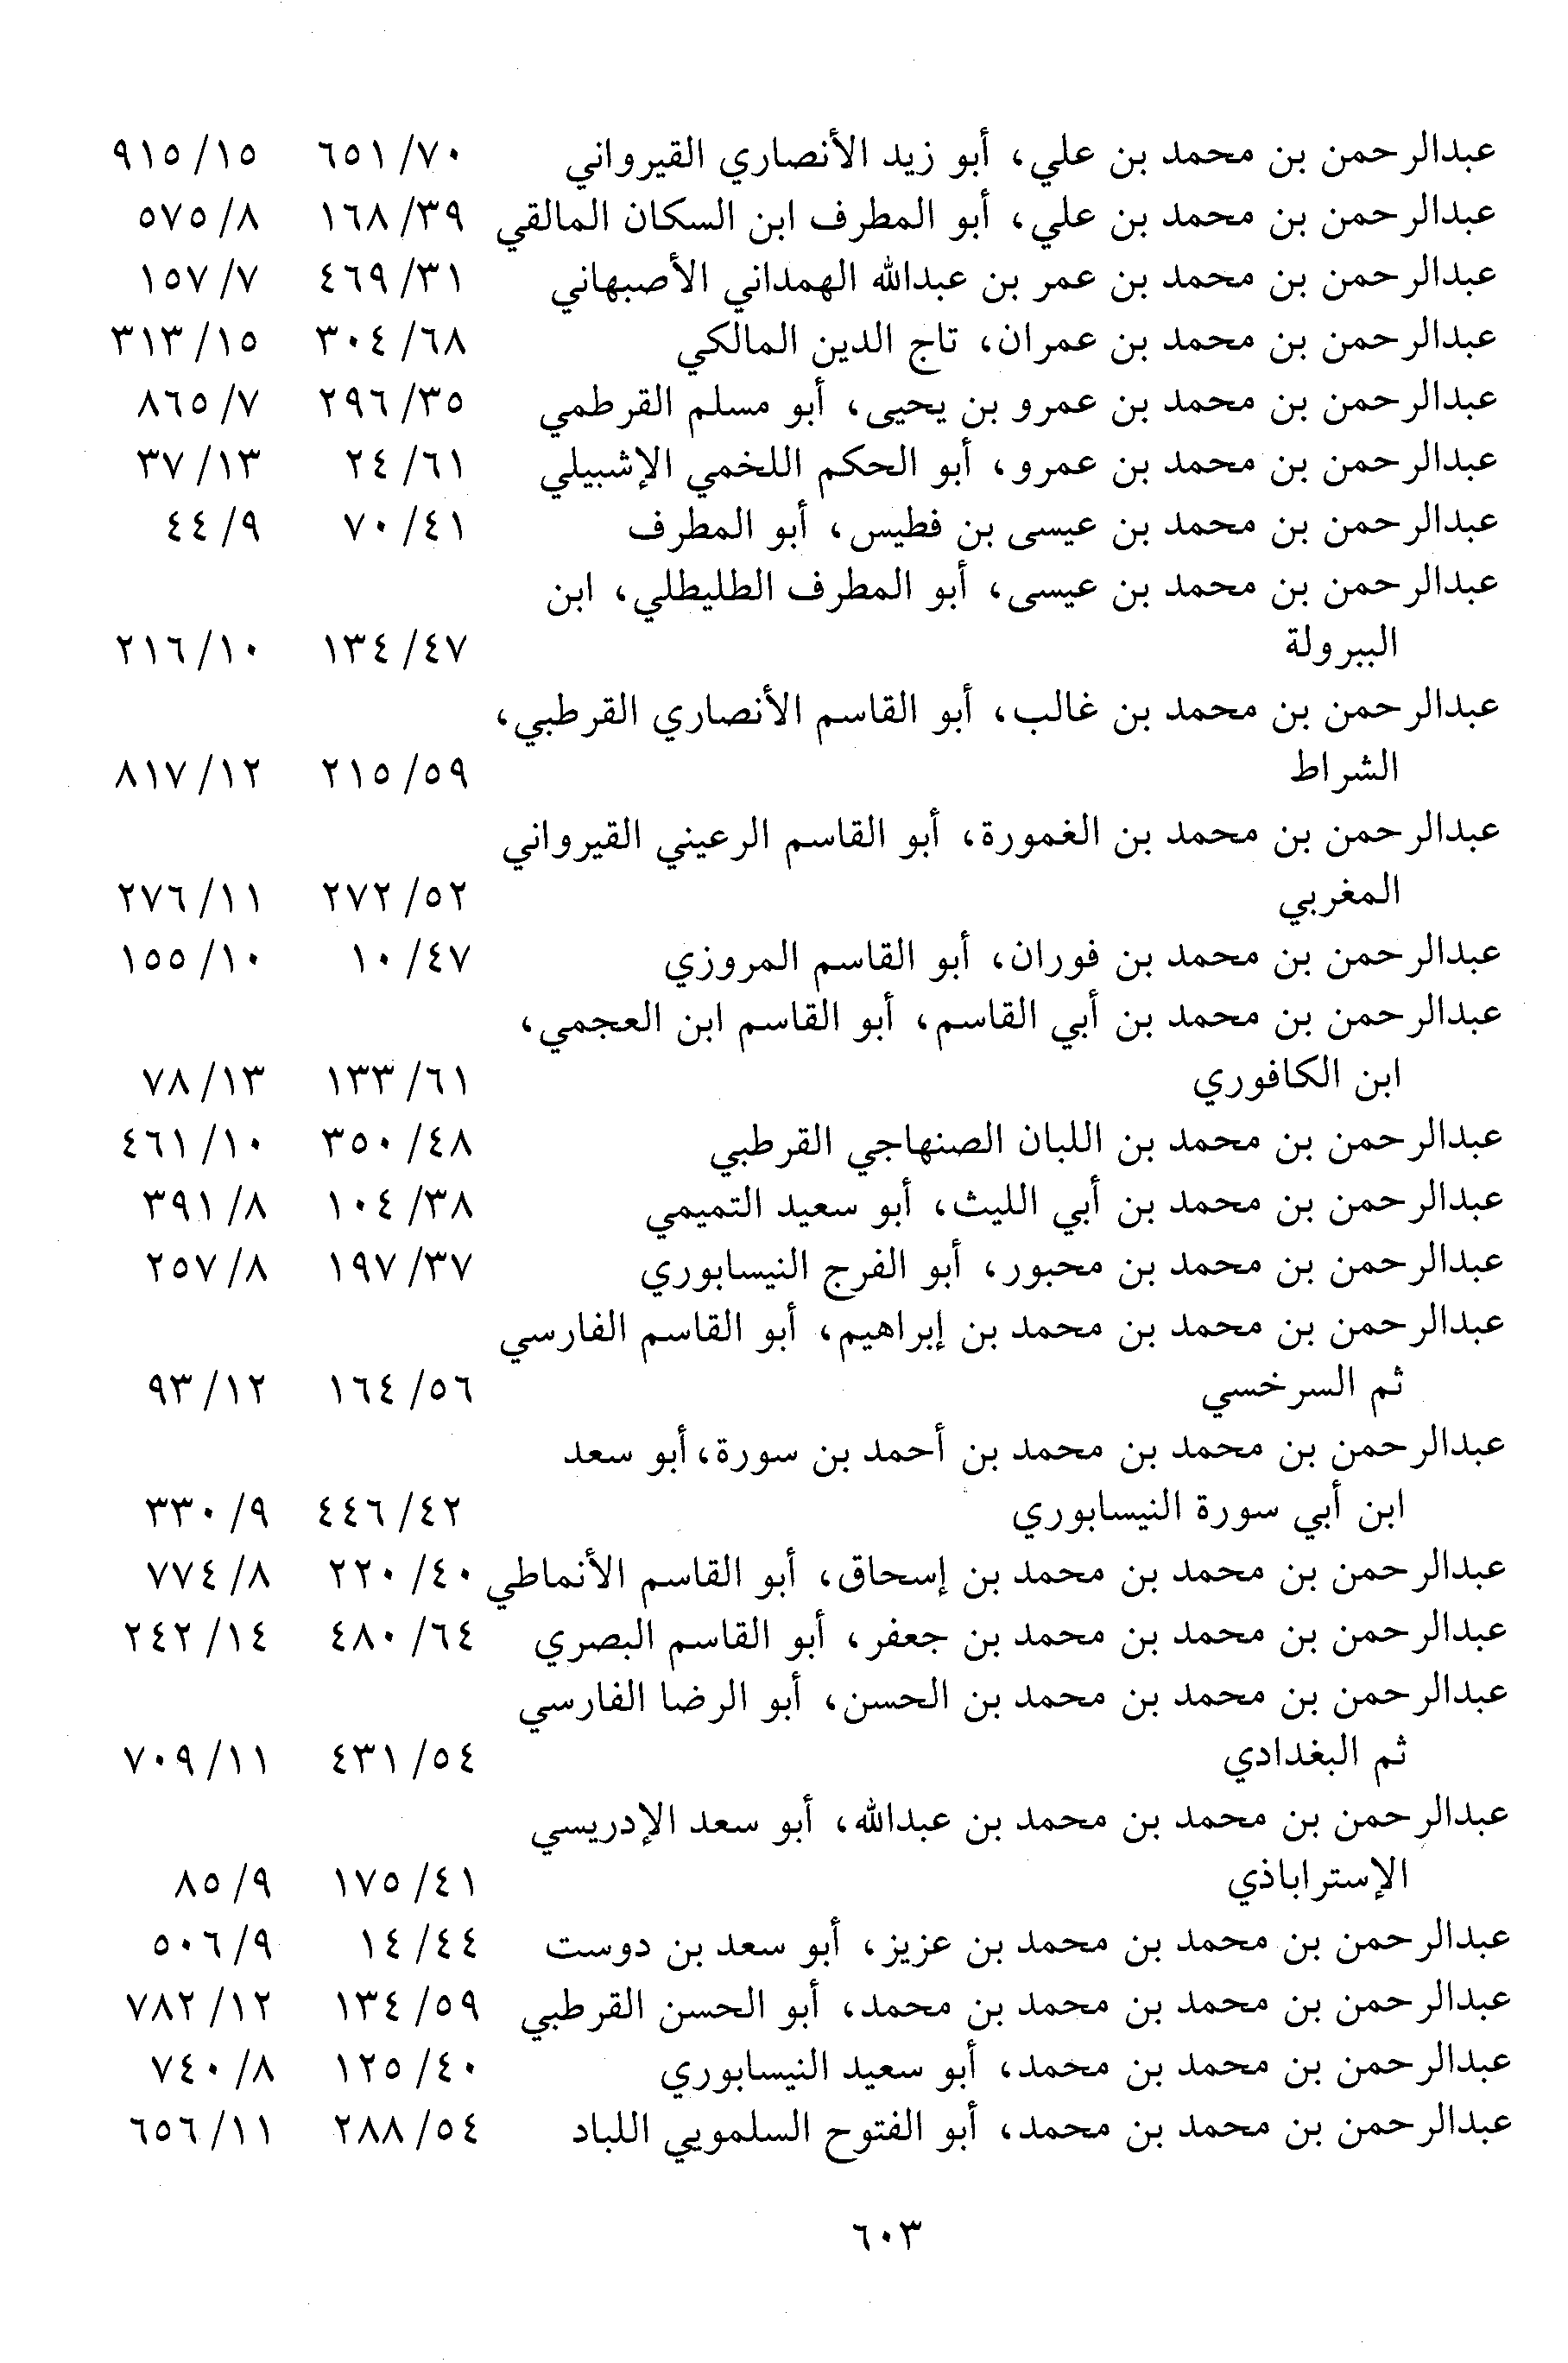 عبدالرحمن بن محمد بن علي، أبو زيد الأنصاري القيرواني ٦٥١/٧٠ ٩١٥/١٥
عبدالرحمن بن محمد بن علي، أبو المطرف ابن السكان المالقي ١٦٨/٣٩ ٥٧٥/٨
عبدالرحمن بن محمد بن عمر بن عبدالله الهمداني الأصبهاني ٤٦٩/٣١ ١٥٧/٧
عبدالرحمن بن محمد بن عمران، تاج الدين المالكي ٣٠٤/٦٨ ٣١٣/١٥
عبدالرحمن بن محمد بن عمرو بن يحيى، أبو مسلم القرطمي ٢٩٦/٣٥ ٨٦٥/٧
عبدالرحمن بن محمد بن عمرو، أبو الحكم اللخمي الإشبيلي ٢٤/٦١ ٣٧/١٣
عبدالرحمن بن محمد بن عيسى بن فطيس، أبو المطرف ٧٠/٤١ ٤٤/٩
عبدالرحمن بن محمد بن عيسى، أبو المطرف الطليطلي، ابن
الببرولة ١٣٤/٤٧ ٢١٦/١٠
عبدالرحمن بن محمد بن غالب، أبو القاسم الأنصاري القرطبي،
الشراط ٢١٥/٥٩ ٨١٧/١٢
عبدالرحمن بن محمد بن الغمورة، أبو القاسم الرعيني القيرواني
المغربي ٢٧٢/٥٢ ٢٧٦/١١
عبدالرحمن بن محمد بن فوران، أبو القاسم المروزي ١٠/٤٧ ١٥٥/١٠
عبدالرحمن بن محمد بن أبي القاسم، أبو القاسم ابن العجمي،
ابن الكافوري ١٣٣/٦١ ٧٨/١٣
عبدالرحمن بن محمد بن اللبان الصنهاجي القرطبي ٣٥٠/٤٨ ٤٦١/١٠
عبدالرحمن بن محمد بن أبي الليث، أبو سعيد التميمي ١٠٤/٣٨ ٣٩١/٨
عبدالرحمن بن محمد بن محبور، أبو الفرج النيسابوري ١٩٧/٣٧ ٢٥٧/٨
عبدالرحمن بن محمد بن محمد بن إبراهيم، أبو القاسم الفارسي
ثم السرخسي ١٦٤/٥٦ ٩٣/١٢
عبدالرحمن بن محمد بن محمد بن أحمد بن سورة، أبو سعد
ابن أبي سورة النيسابوري ٤٤٦/٤٢ ٣٣٠/٩
عبدالرحمن بن محمد بن محمد بن إسحاق، أبو القاسم الأنماطي ٢٢٠/٤٠ ٧٧٤/٨
عبدالرحمن بن محمد بن محمد بن جعفر، أبو القاسم البصري ٤٨٠/٦٤ ٢٤٢/١٤
عبدالرحمن بن محمد بن محمد بن الحسن، أبو الرضا الفارسي
ثم البغدادي ٤٣١/٥٤ ٧٠٩/١١
عبدالرحمن بن محمد بن محمد بن عبدالله، أبو سعد الإدريسي
الإستراباذي ١٧٥/٤١ ٨٥/٩
عبدالرحمن بن محمد بن محمد بن عزيز، أبو سعد بن دوست ١٤/٤٤ ٥٠٦/٩
عبدالرحمن بن محمد بن محمد بن محمد، أبو الحسن القرطبي ١٣٤/٥٩ ٧٨٢/١٢
عبدالرحمن بن محمد بن محمد، أبو سعيد النيسابوري ١٢٥/٤٠ ٧٤٠/٨
عبدالرحمن بن محمد بن محمد، أبو الفتوح السلمويي اللباد ٢٨٨/٥٤ ٦٥٦/١١
٦٠٣